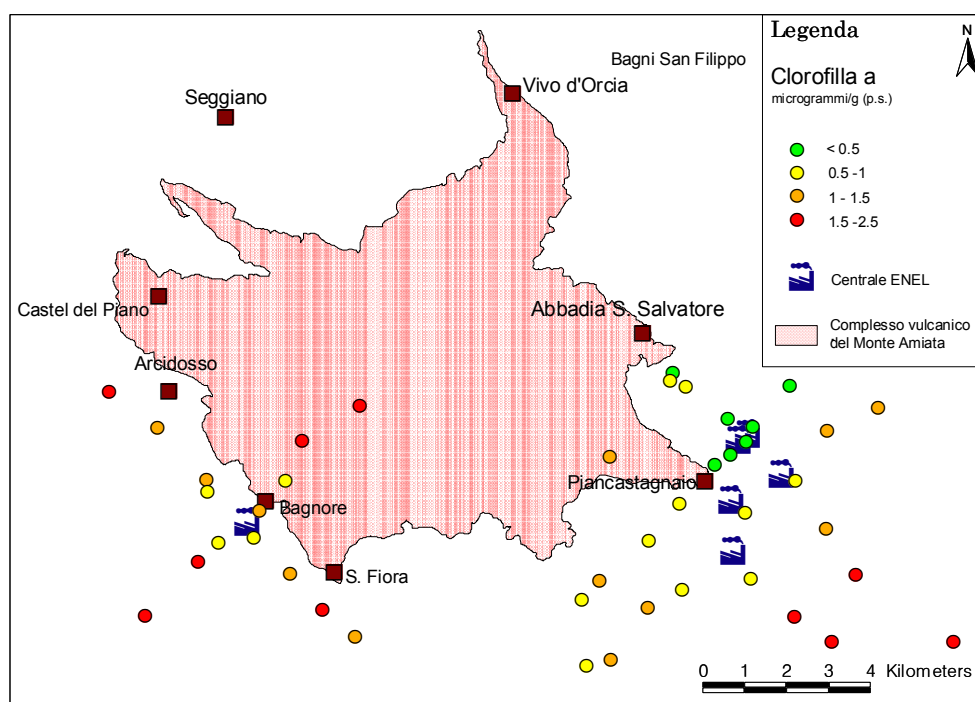 Legenda
N
Bagni San Filippo
Clorofilla a
microgrammi/g (p.s.)
Vivo d'Orcia
Seggiano
< 0.5
0.5 -1
1 - 1.5
1.5 -2.5
Centrale ENEL
Castel del Piano
Abbadia S. Salvatore
Complesso vulcanico
del Monte Amiata
Arcidosso
Piancastagnaio
Bagnore
S. Fiora
0 1 2 3 4 Kilometers